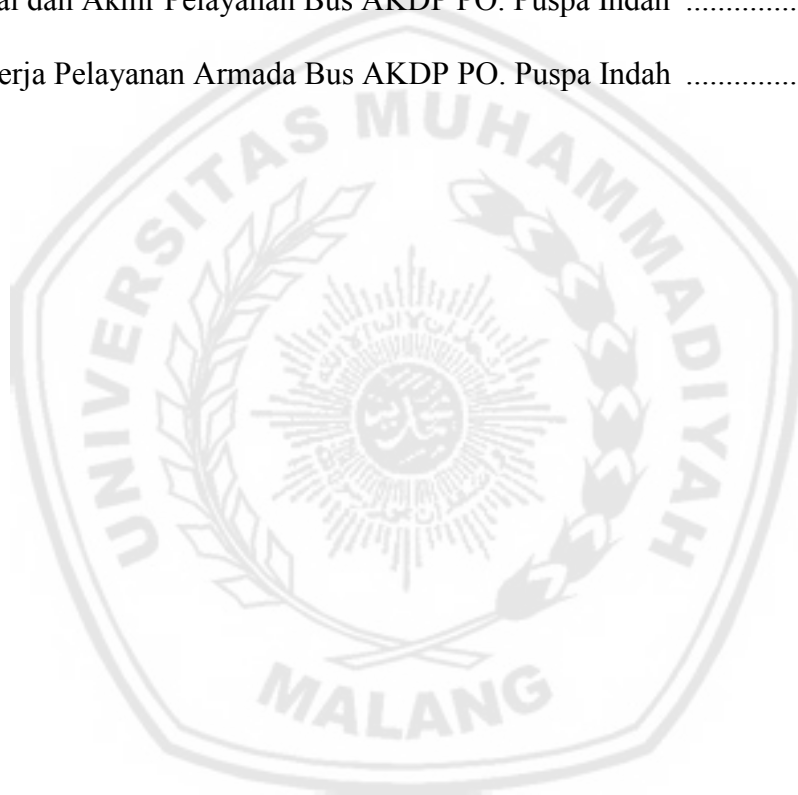 dan Akhir Pelayanan Bus AKDP PO. Puspa Indah ..............
erja Pelayanan Armada Bus AKDP PO. Puspa Indah ................
UNIVERSITAS MUHAMMADIYAH
MALANG